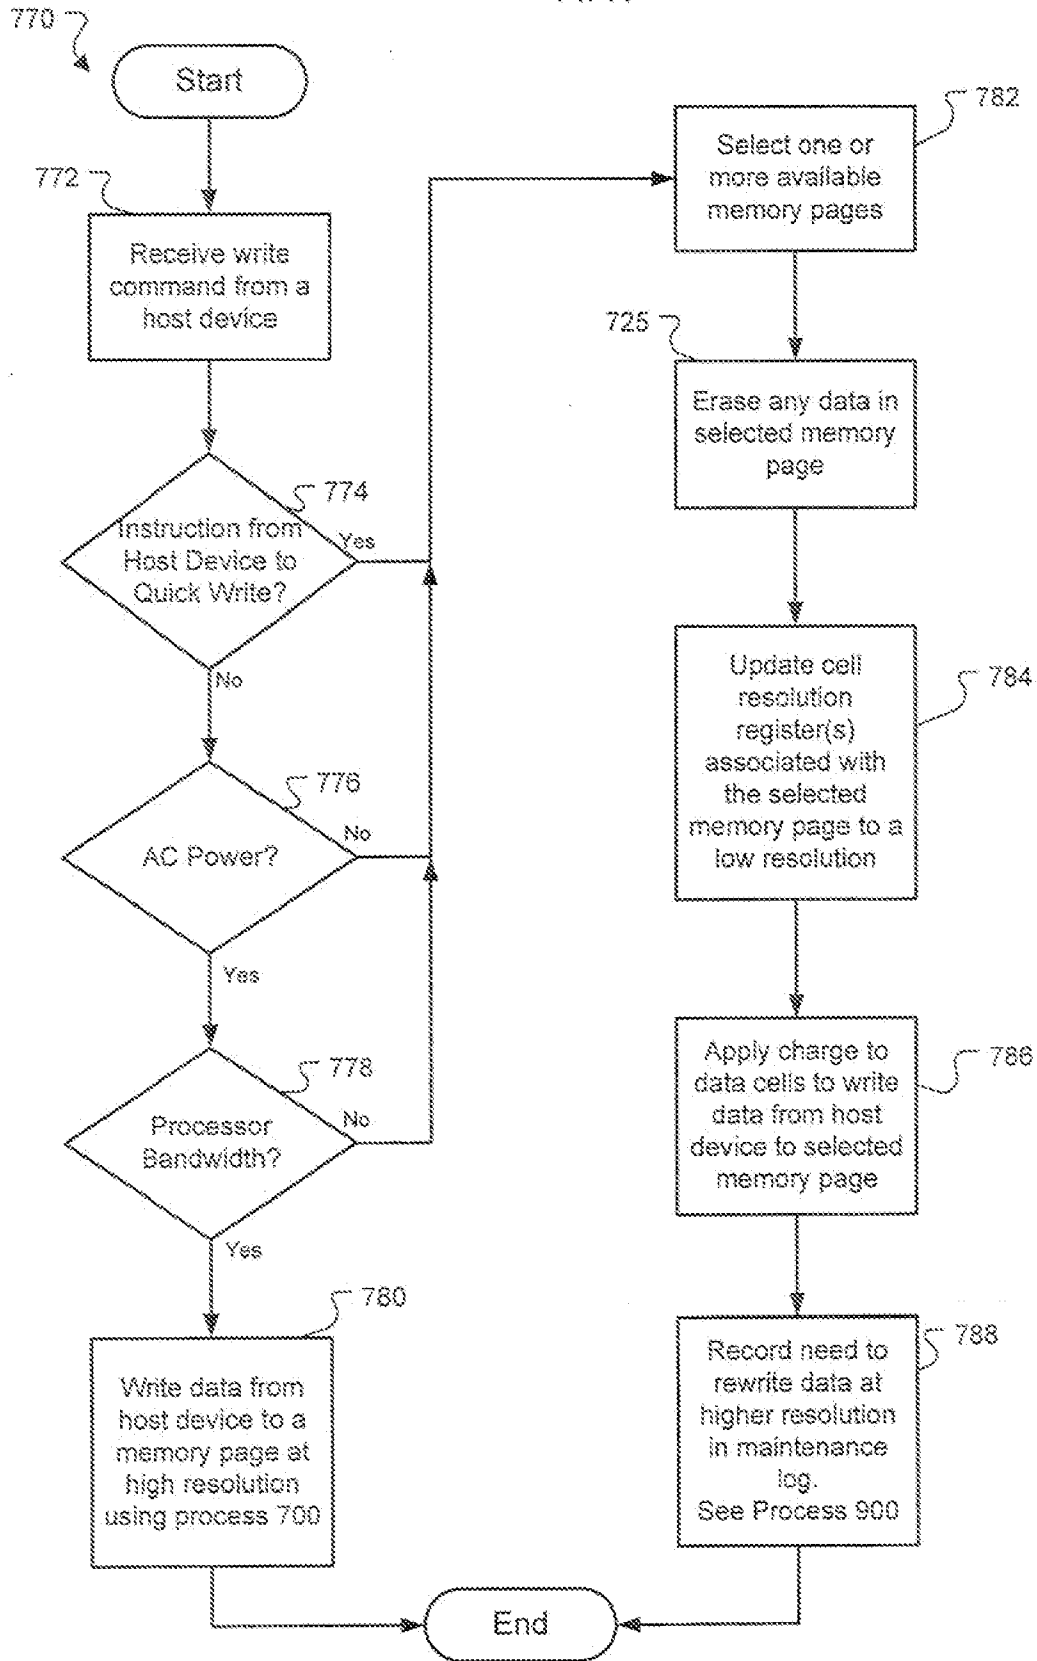 770
Start
772
Receive write
command from a
host device
774
Instruction from
Host Device to
Quick Write?
Yes
No
776
AC Power?
No
Yes
778
Processor
Bandwidth?
No
Yes
780
Write data from
host device to a
memory page at
high resolution
using process 700
782
Select one or
more available
memory pages
725
Erase any data in
selected memory
page
784
Update cell
resolution
register(s)
associated with
the selected
memory page to a
low resolution
786
Apply charge to
data cells to write
data from host
device to selected
memory page
788
Record need to
rewrite data at
higher resolution
in maintenance
log.
See Process 900
End